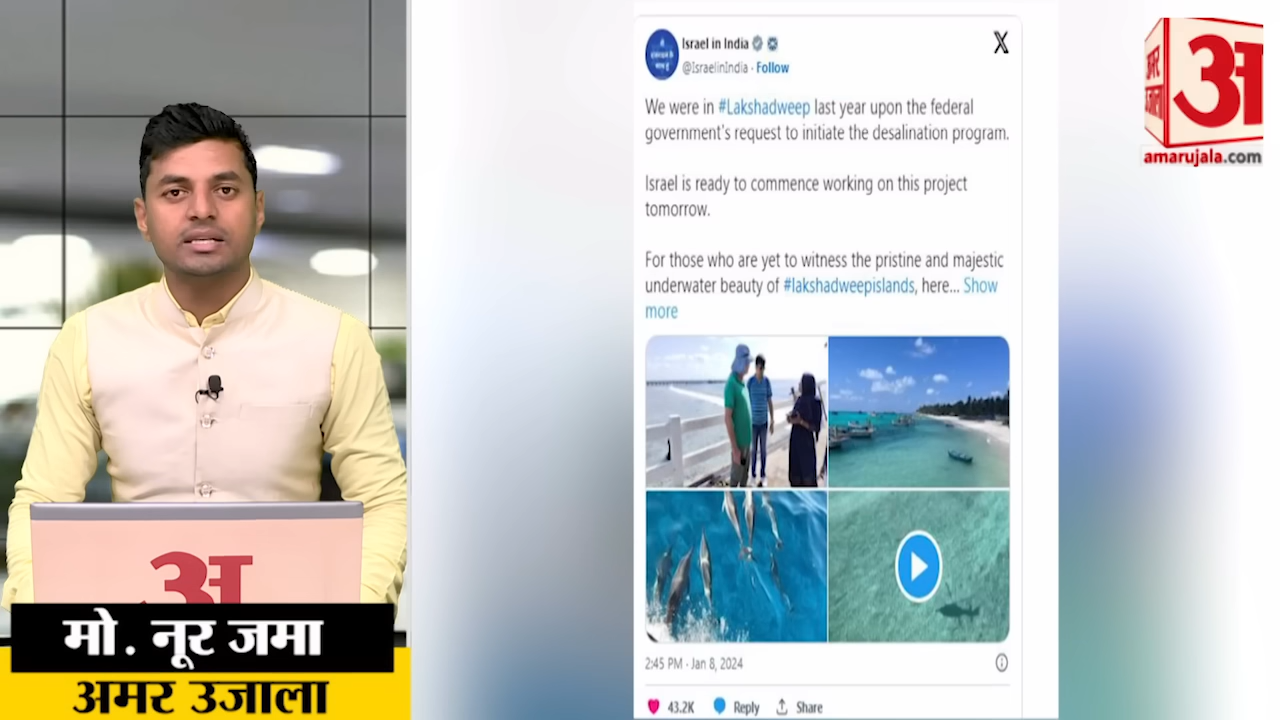 Israel in India
@IsraelinIndia · Follow
X
We were in #Lakshadweep last year upon the federal
government's request to initiate the desalination program.
Israel is ready to commence working on this project
tomorrow.
For those who are yet to witness the pristine and majestic
underwater beauty of #lakshadweepislands, here... Show
more
2:45 PM · Jan 8, 2024
43.2K Reply Share
अमर
उजाला
अ
amarujala.com
अ
मो. नूर जमा
अमर उजाला